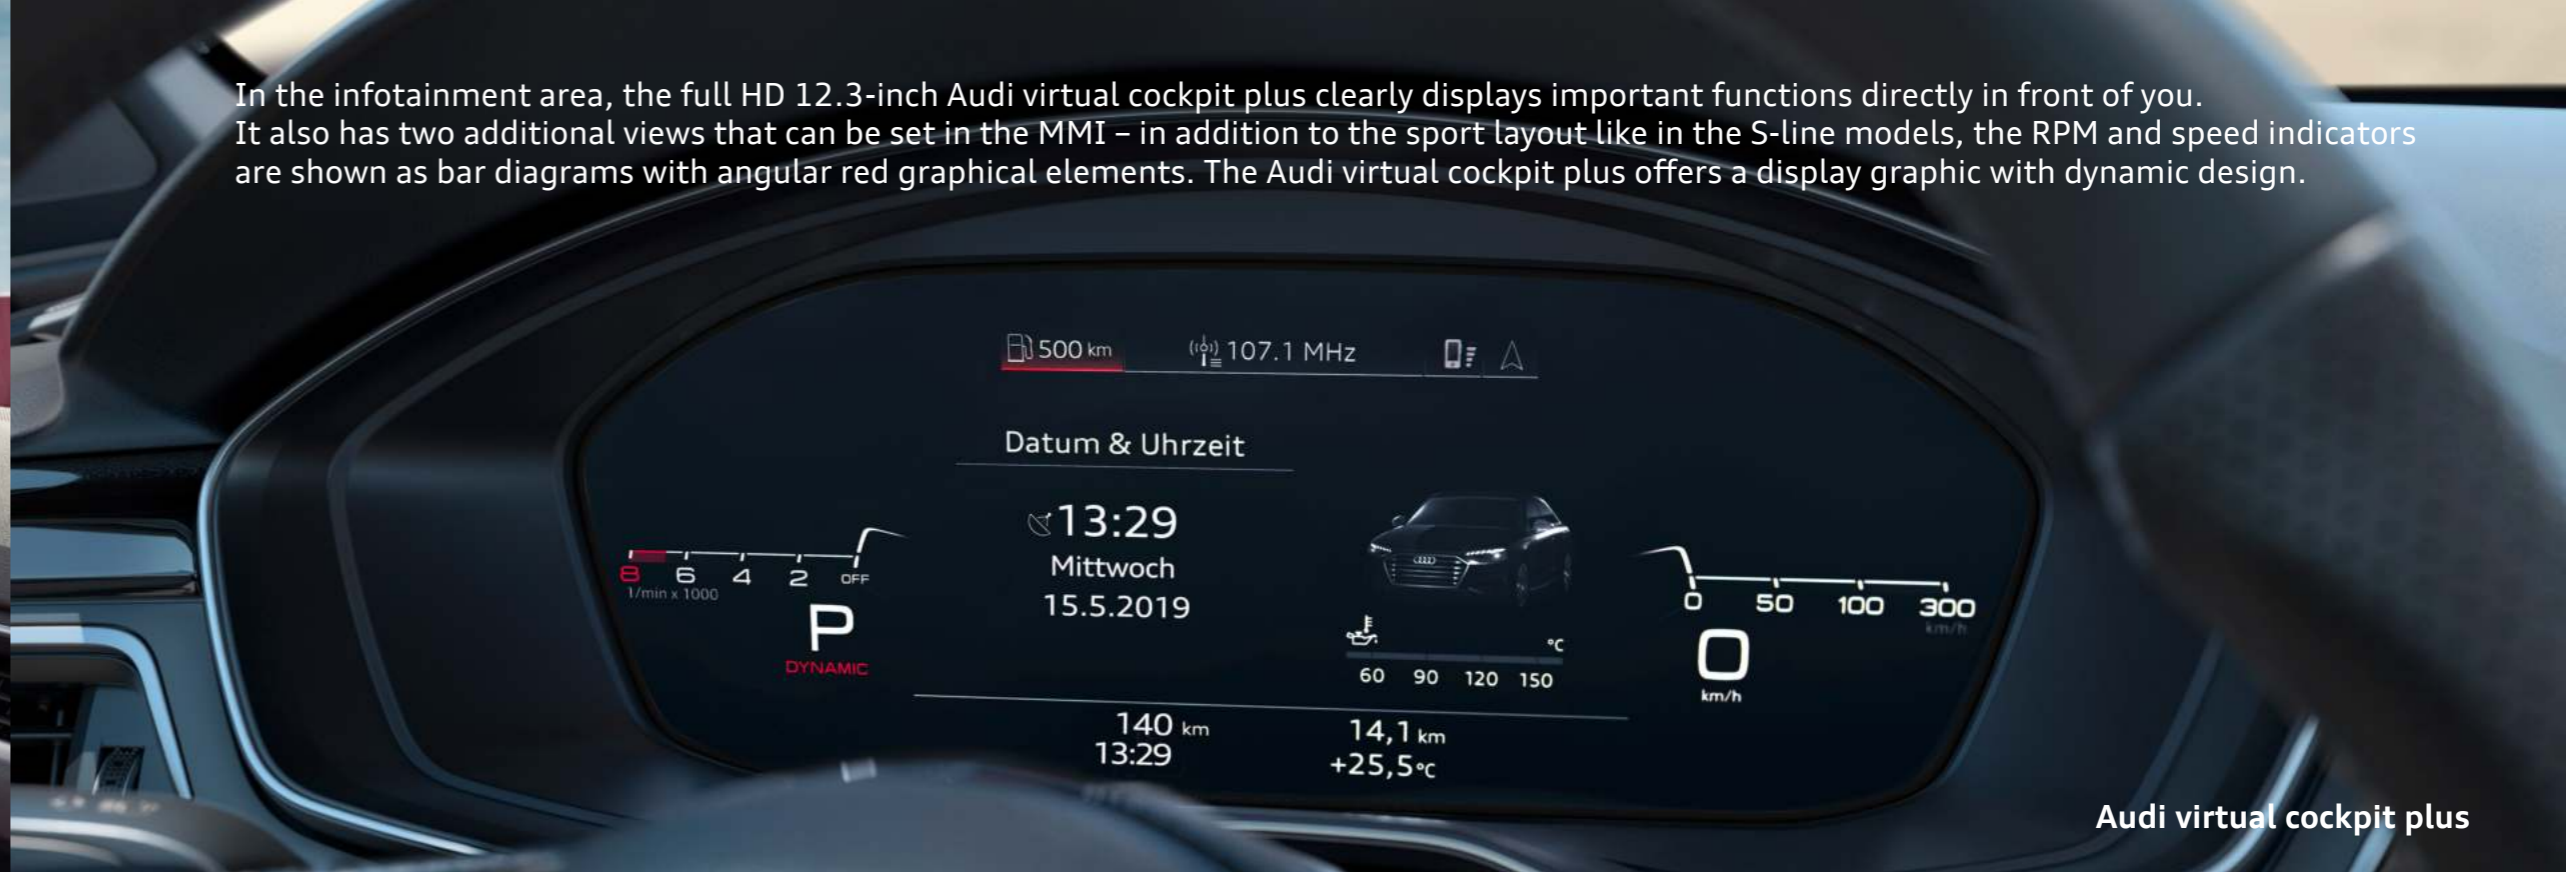 In the infotainment area, the full HD 12.3-inch Audi virtual cockpit plus clearly displays important functions directly in front of you.
It also has two additional views that can be set in the MMI – in addition to the sport layout like in the S-line models, the RPM and speed indicators
are shown as bar diagrams with angular red graphical elements. The Audi virtual cockpit plus offers a display graphic with dynamic design.
500 km 107.1 MHz
Datum & Uhrzeit
13:29
Mittwoch
15.5.2019
8 6 4 2 OFF
1/min x 1000
P
DYNAMIC
°C
60 90 120 150
0 50 100 300
km/h
0
km/h
140 km 14,1 km
13:29 +25,5°C
Audi virtual cockpit plus